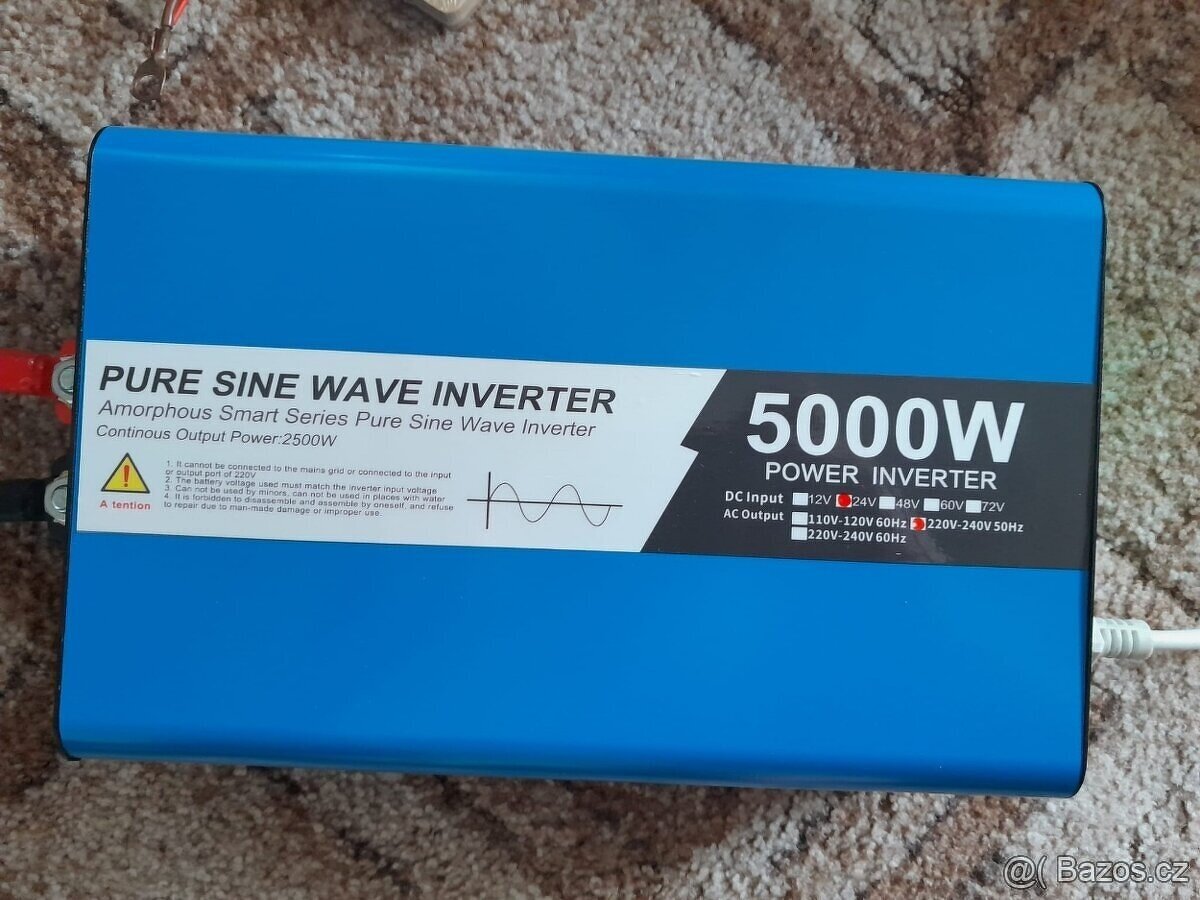 PURE SINE WAVE INVERTER
Amorphous Smart Series Pure Sine Wave Inverter
Continous Output Power:2500W
A tention
1. It cannot be connected to the mains grid or connected to the input
or output port of 220V
2. The battery voltage used must match the inverter input voltage
3. Can not be used by minors, can not be used in places with water
4. It is forbidden to disassemble and assemble by oneself, and refuse
to repair due to man-made damage or improper use.
5000W
POWER INVERTER
DC Input 12V 24V 48V 60V 72V
AC Output 110V-120V 60Hz 220V-240V 50Hz
220V-240V 60Hz
@( Bazos.cz